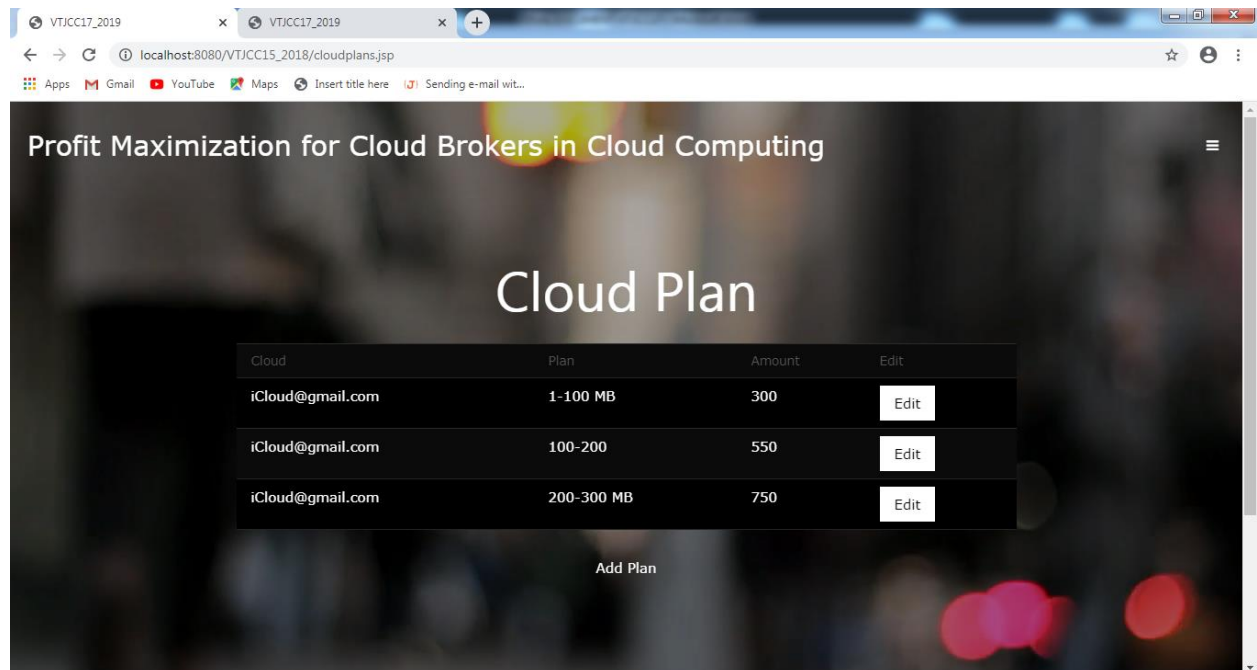 VTJCC17_2019 VTJCC17_2019
localhost:8080/VTJCC15_2018/cloudplans.jsp
Apps Gmail YouTube Maps Insert title here Sending e-mail wit...
Profit Maximization for Cloud Brokers in Cloud Computing
Cloud Plan
Cloud Plan Amount Edit
iCloud@gmail.com 1-100 MB 300 Edit
iCloud@gmail.com 100-200 550 Edit
iCloud@gmail.com 200-300 MB 750 Edit
Add Plan